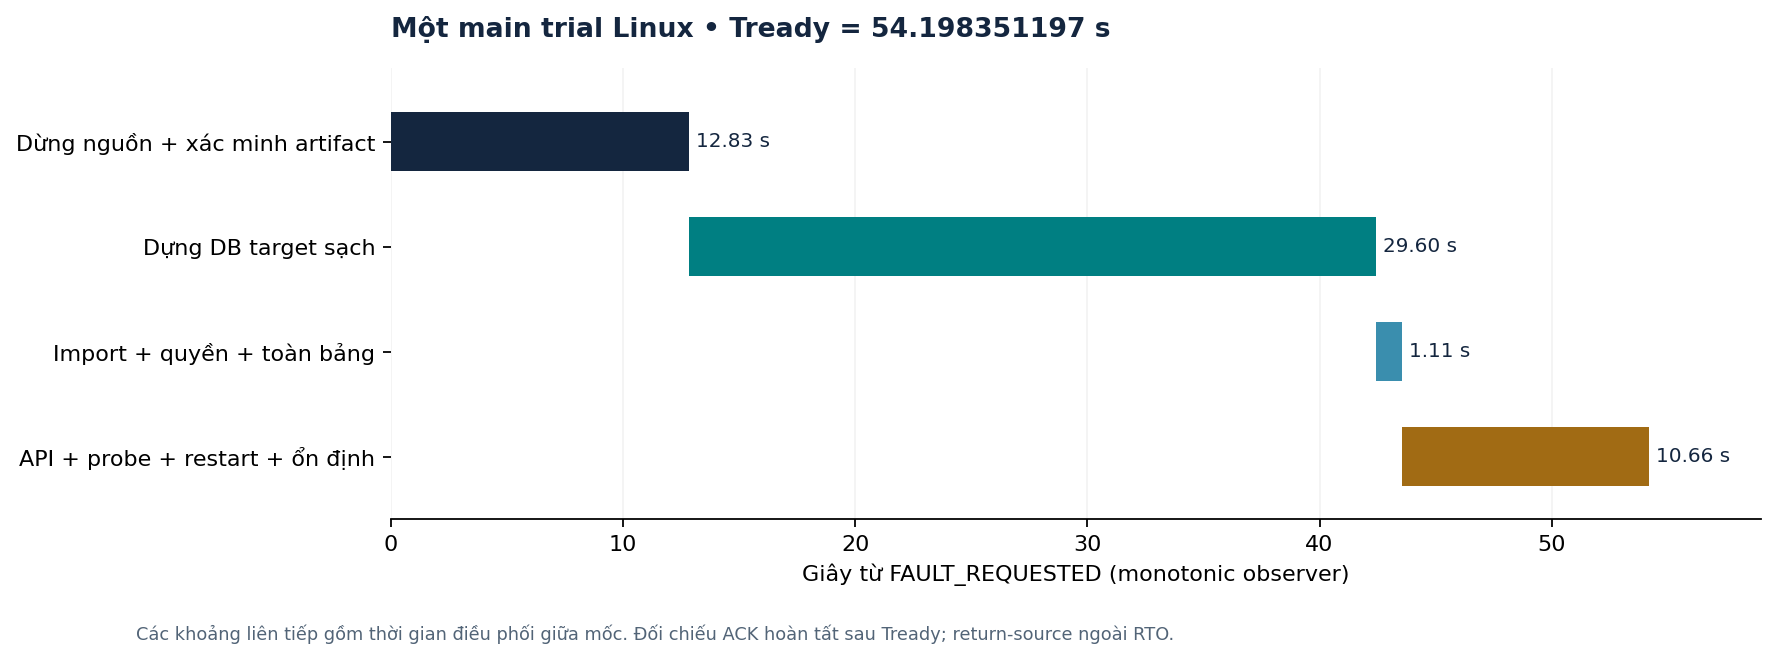 Một main trial Linux • Tready = 54.198351197 s
Dừng nguồn + xác minh artifact
12.83 s
Dựng DB target sạch
29.60 s
Import + quyền + toàn bảng
1.11 s
API + probe + restart + ổn định
10.66 s
0 10 20 30 40 50
Giây từ FAULT_REQUESTED (monotonic observer)
Các khoảng liên tiếp gồm thời gian điều phối giữa mốc. Đối chiếu ACK hoàn tất sau Tready; return-source ngoài RTO.